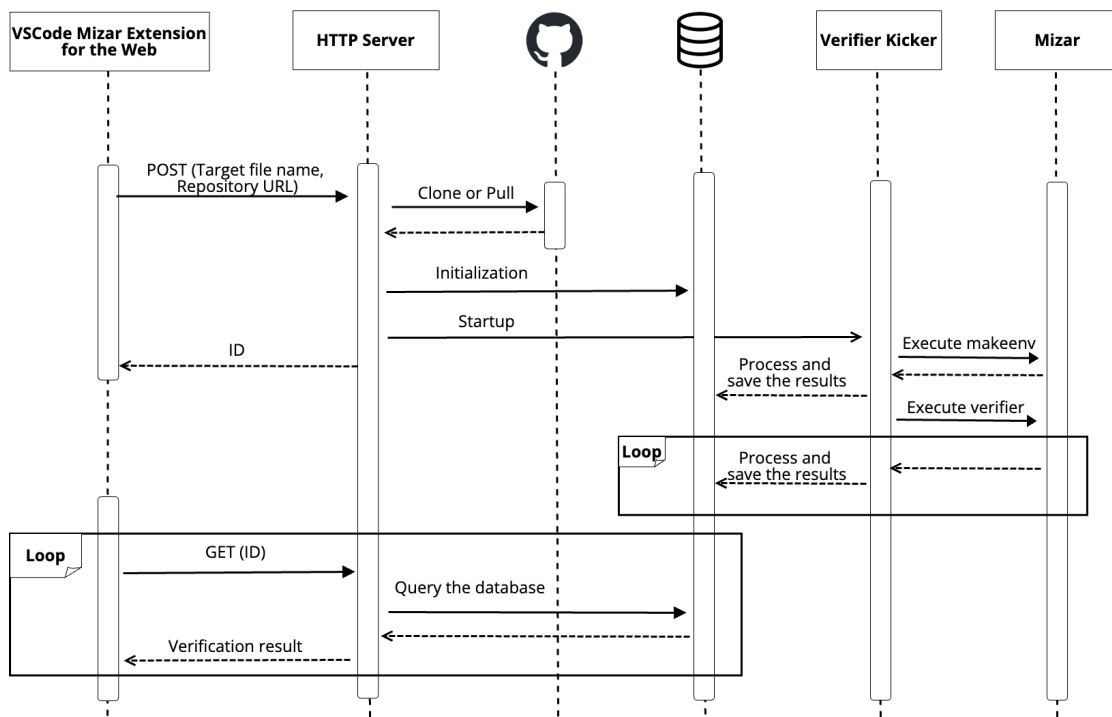 VSCode Mizar Extension
for the Web
HTTP Server
Verifier Kicker
Mizar
POST (Target file name,
Repository URL)
Clone or Pull
Initialization
Startup
ID
Execute makeenv
Process and
save the results
Execute verifier
Loop
Process and
save the results
Loop
GET (ID)
Query the database
Verification result